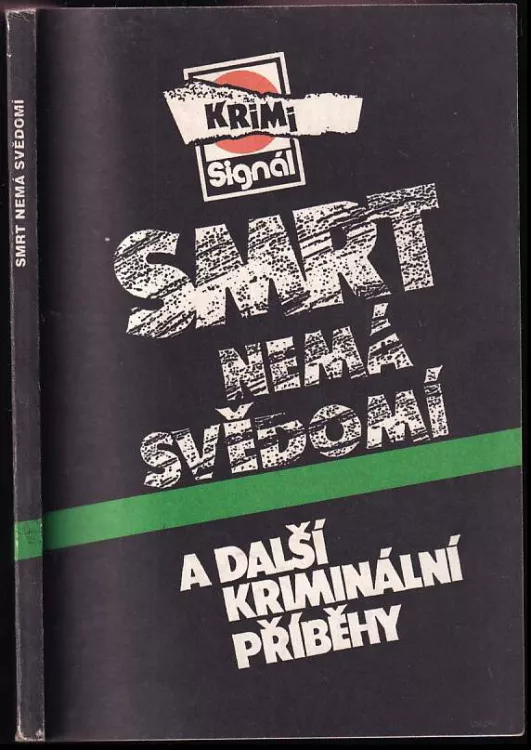 SMRT NEMÁ SVĚDOMÍ
KRiMi
Signál
SMRT
NEMÁ
SVĚDOMÍ
A DALŠÍ
KRIMINÁLNÍ
PŘÍBĚHY